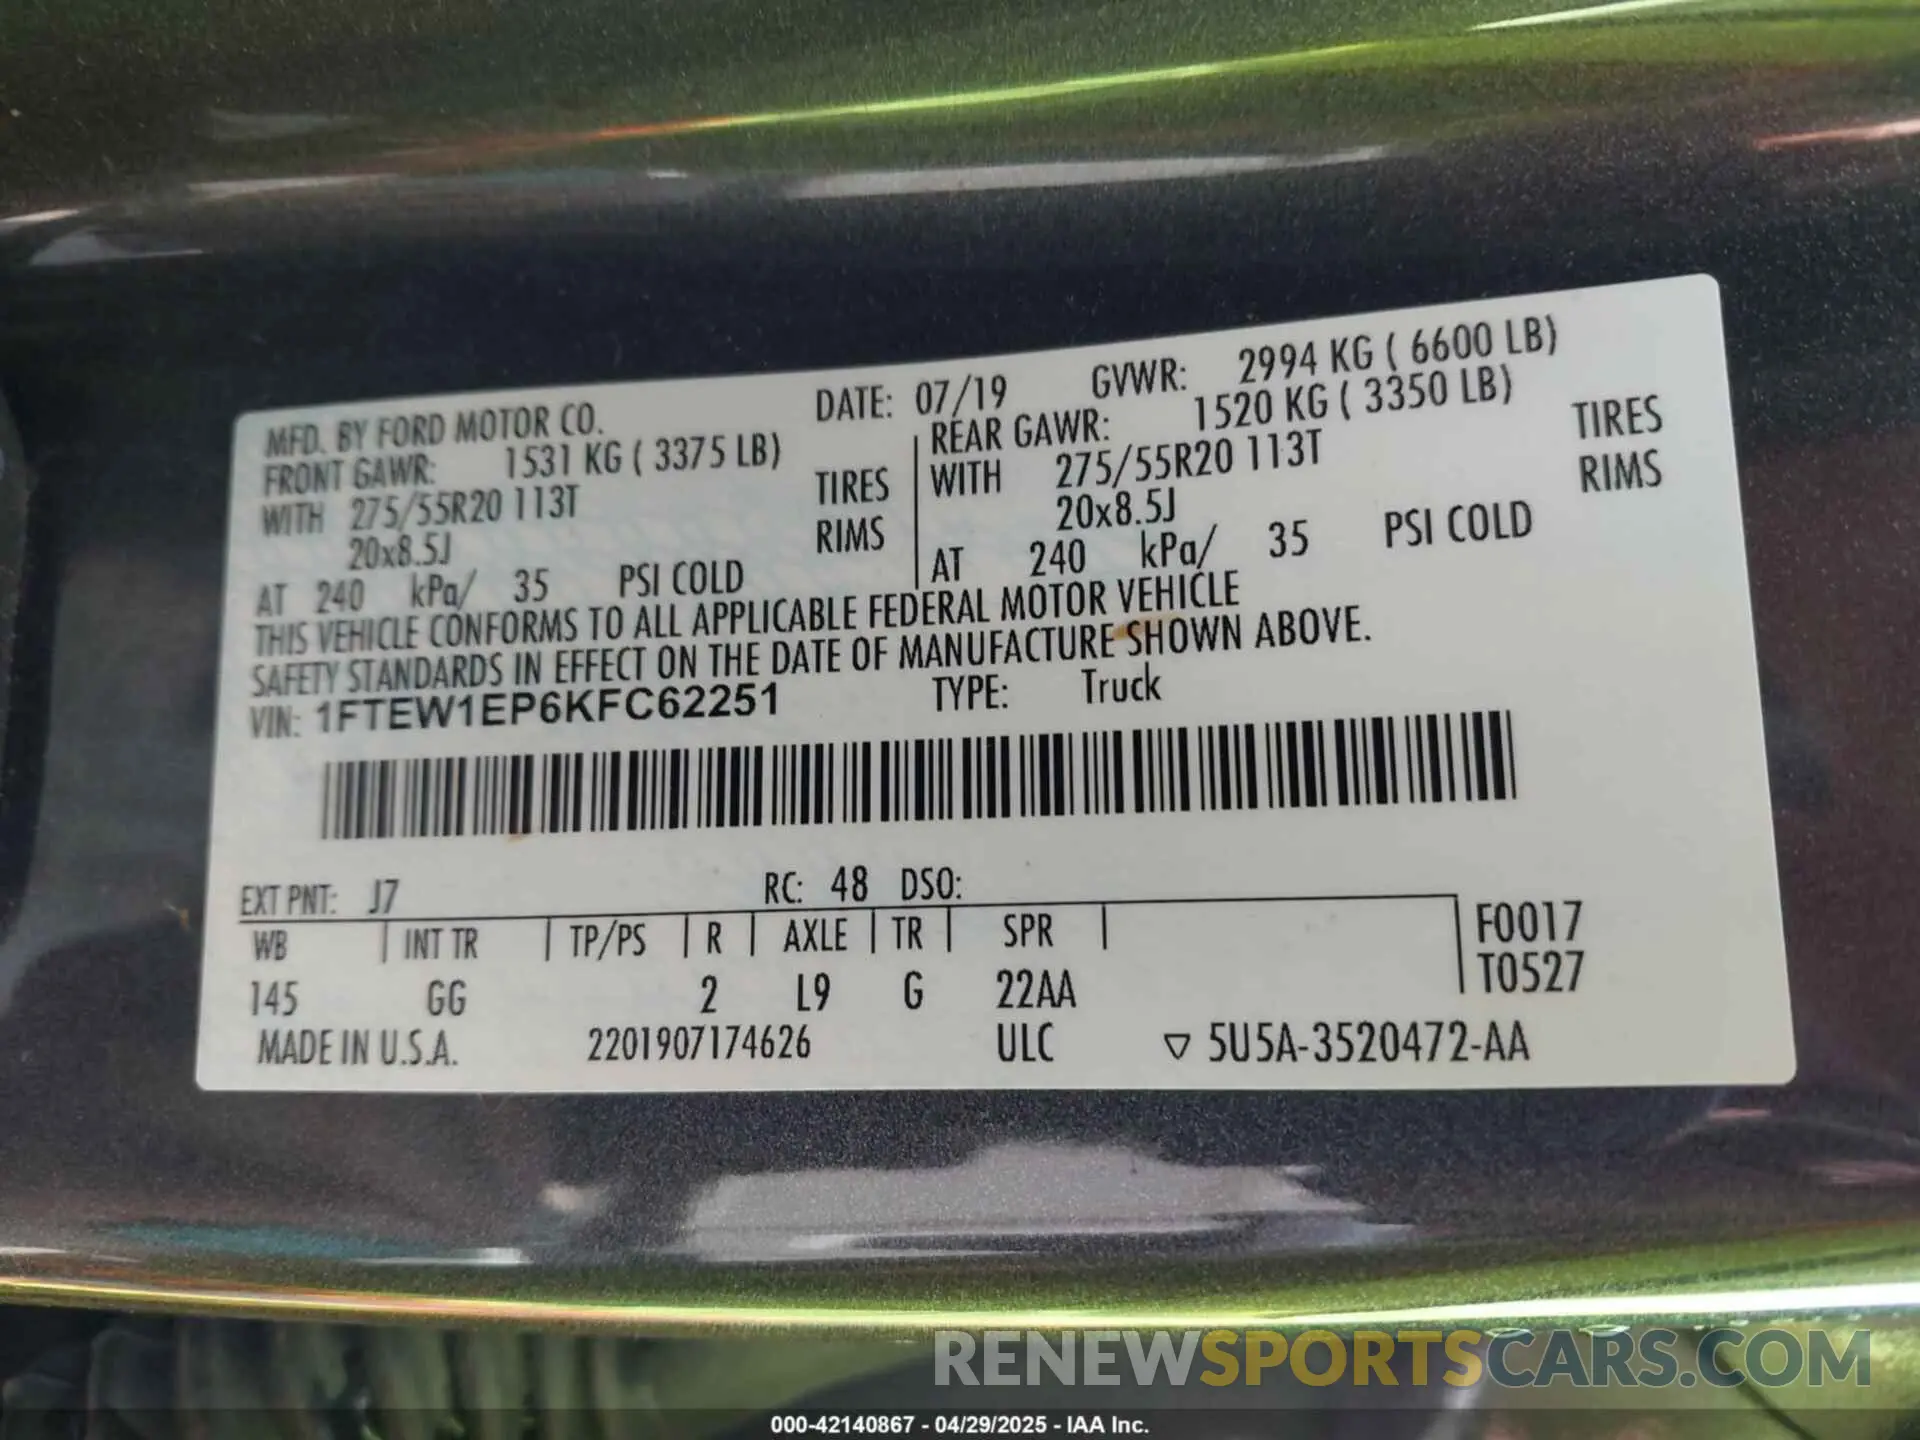 MFD. BY FORD MOTOR CO. DATE: 07/19 GVWR: 2994 KG ( 6600 LB)
FRONT GAWR: 1531 KG ( 3375 LB) REAR GAWR: 1520 KG ( 3350 LB)
WITH 275/55R20 113T TIRES WITH 275/55R20 113T TIRES
20x8.5J RIMS 20x8.5J RIMS
AT 240 kPa/ 35 PSI COLD AT 240 kPa/ 35 PSI COLD
THIS VEHICLE CONFORMS TO ALL APPLICABLE FEDERAL MOTOR VEHICLE
SAFETY STANDARDS IN EFFECT ON THE DATE OF MANUFACTURE SHOWN ABOVE.
VIN: 1FTEW1EP6KFC62251 TYPE: Truck
EXT PNT: J7 RC: 48 DSO:
WB INT TR TP/PS R AXLE TR SPR F0017
145 GG 2 L9 G 22AA T0527
MADE IN U.S.A. 2201907174626 ULC ▽ 5U5A-3520472-AA
RENEWSPORTSCARS.COM
000-42140867 - 04/29/2025 - IAA Inc.